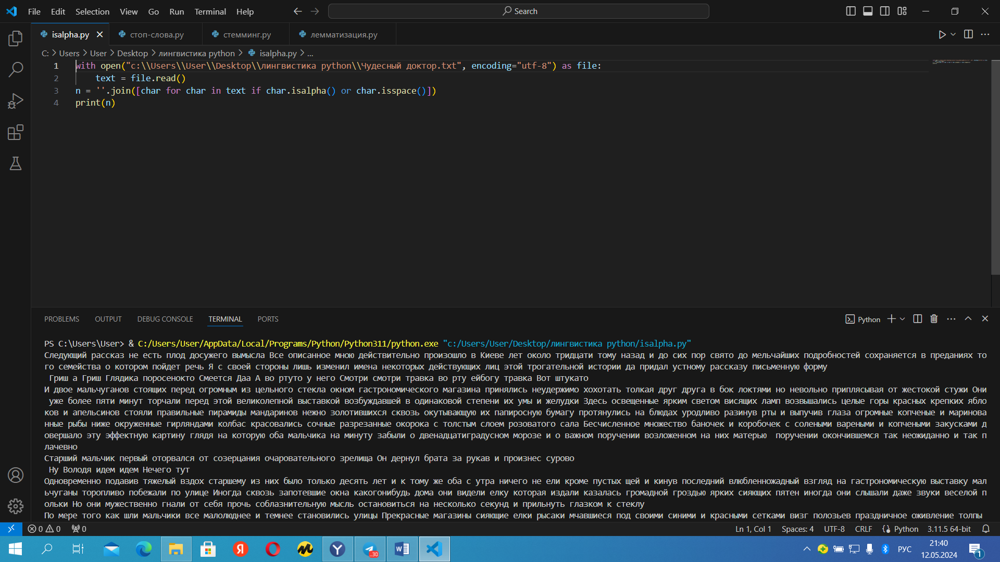 File Edit Selection View Go Run Terminal Help Search
isalpha.py стоп-слова.py стемминг.py лемматизация.py
C: > Users > User > Desktop > лингвистика python > isalpha.py > ...
1 with open("c:\\Users\\User\\Desktop\\лингвистика python\\Чудесный доктор.txt", encoding="utf-8") as file:
2 text = file.read()
3 n = ''.join([char for char in text if char.isalpha() or char.isspace()])
4 print(n)
PROBLEMS OUTPUT DEBUG CONSOLE TERMINAL PORTS Python
PS C:\Users\User> & C:/Users/User/AppData/Local/Programs/Python/Python311/python.exe "c:/Users/User/Desktop/лингвистика python/isalpha.py"
Следующий рассказ не есть плод досужего вымысла Все описанное мною действительно произошло в Киеве лет около тридцати тому назад и до сих пор свято до мельчайших подробностей сохраняется в преданиях то
го семейства о котором пойдет речь Я с своей стороны лишь изменил имена некоторых действующих лиц этой трогательной истории да придал устному рассказу письменную форму
Гриш а Гриш Глядика поросенокто Смеется Даа А во ртуто у него Смотри смотри травка во рту ейбогу травка Вот штукато
И двое мальчуганов стоящих перед огромным из цельного стекла окном гастрономического магазина принялись неудержимо хохотать толкая друг друга в бок локтями но невольно приплясывая от жестокой стужи Они
уже более пяти минут торчали перед этой великолепной выставкой возбуждавшей в одинаковой степени их умы и желудки Здесь освещенные ярким светом висящих ламп возвышались целые горы красных крепких ябло
ков и апельсинов стояли правильные пирамиды мандаринов нежно золотившихся сквозь окутывающую их папиросную бумагу протянулись на блюдах уродливо разинув рты и выпучив глаза огромные копченые и маринова
нные рыбы ниже окруженные гирляндами колбас красовались сочные разрезанные окорока с толстым слоем розоватого сала Бесчисленное множество баночек и коробочек с солеными вареными и копчеными закусками д
овершало эту эффектную картину глядя на которую оба мальчика на минуту забыли о двенадцатиградусном морозе и о важном поручении возложенном на них матерью  поручении окончившемся так неожиданно и так п
лачевно
Старший мальчик первый оторвался от созерцания очаровательного зрелища Он дернул брата за рукав и произнес сурово
Ну Володя идем идем Нечего тут
Одновременно подавив тяжелый вздох старшему из них было только десять лет и к тому же оба с утра ничего не ели кроме пустых щей и кинув последний влюбленножадный взгляд на гастрономическую выставку мал
ьчуганы торопливо побежали по улице Иногда сквозь запотевшие окна какогонибудь дома они видели елку которая издали казалась громадной гроздью ярких сияющих пятен иногда они слышали даже звуки веселой п
ольки Но они мужественно гнали от себя прочь соблазнительную мысль остановиться на несколько секунд и прильнуть глазком к стеклу
По мере того как шли мальчики все малолюднее и темнее становились улицы Прекрасные магазины сияющие елки рысаки мчавшиеся под своими синими и красными сетками визг полозьев праздничное оживление толпы
0 0 0 Ln 1, Col 1 Spaces: 4 UTF-8 CRLF Python 3.11.5 64-bit
Я ..30 W РУС 21:40 1
12.05.2024